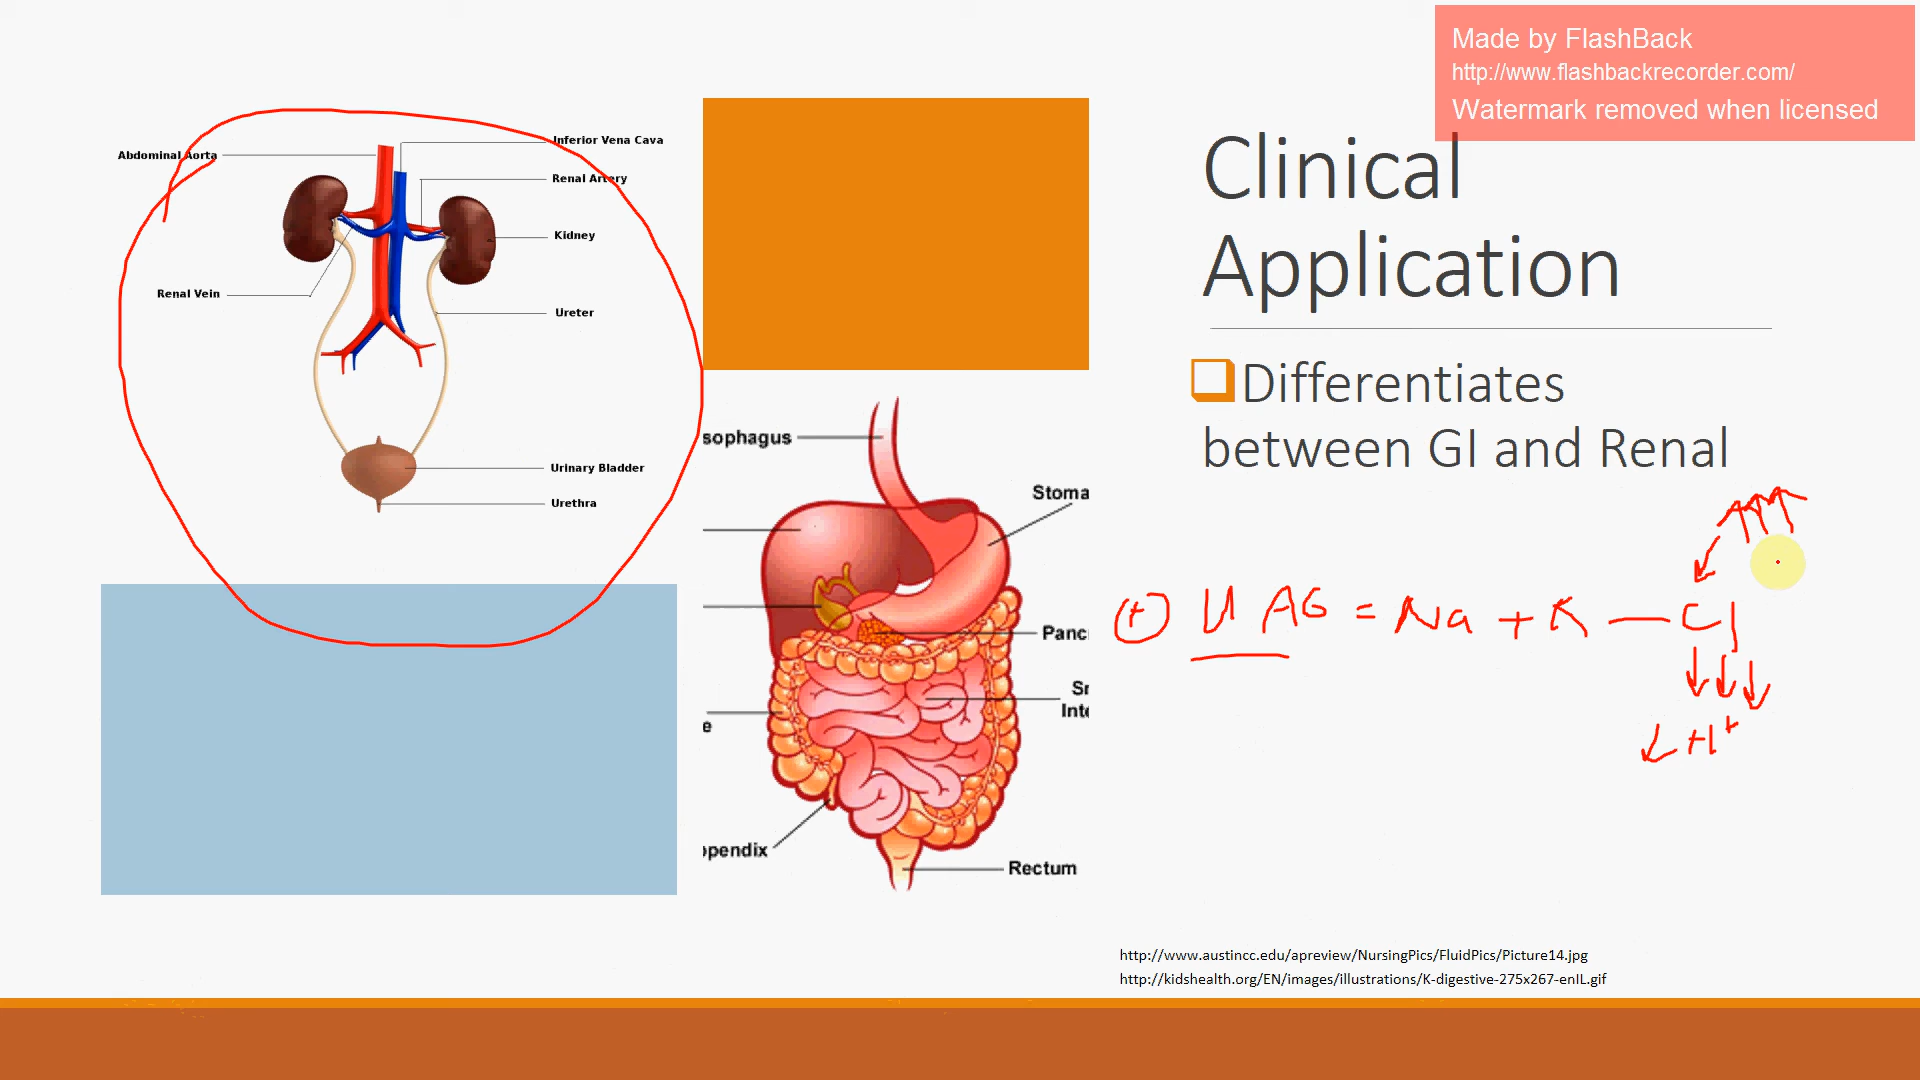 Made by FlashBack
http://www.flashbackrecorder.com/
Watermark removed when licensed
Clinical
Application
Differentiates
between GI and Renal
Abdominal Aorta
Inferior Vena Cava
Renal Artery
Kidney
Renal Vein
Ureter
Urinary Bladder
Urethra
sophagus
Stoma
Panc
Sr
Inte
e
ppendix
Rectum
(+) U AG = Na + K — Cl
↓ ↓ ↓
↓ H+
http://www.austincc.edu/apreview/NursingPics/FluidPics/Picture14.jpg
http://kidshealth.org/EN/images/illustrations/K-digestive-275x267-enIL.gif